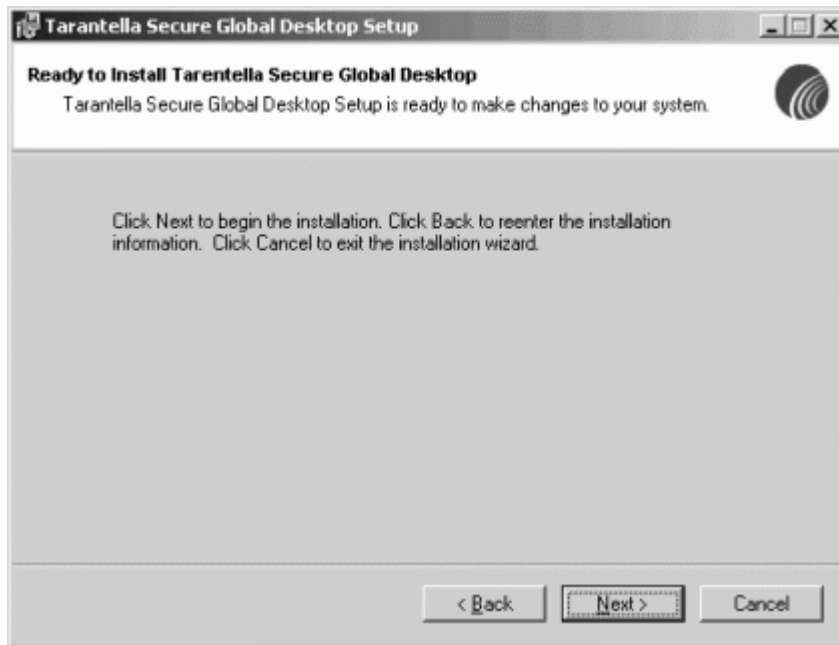 Tarantella Secure Global Desktop Setup
Ready to Install Tarentella Secure Global Desktop
Tarantella Secure Global Desktop Setup is ready to make changes to your system.
Click Next to begin the installation. Click Back to reenter the installation
information. Click Cancel to exit the installation wizard.
< Back
Next >
Cancel